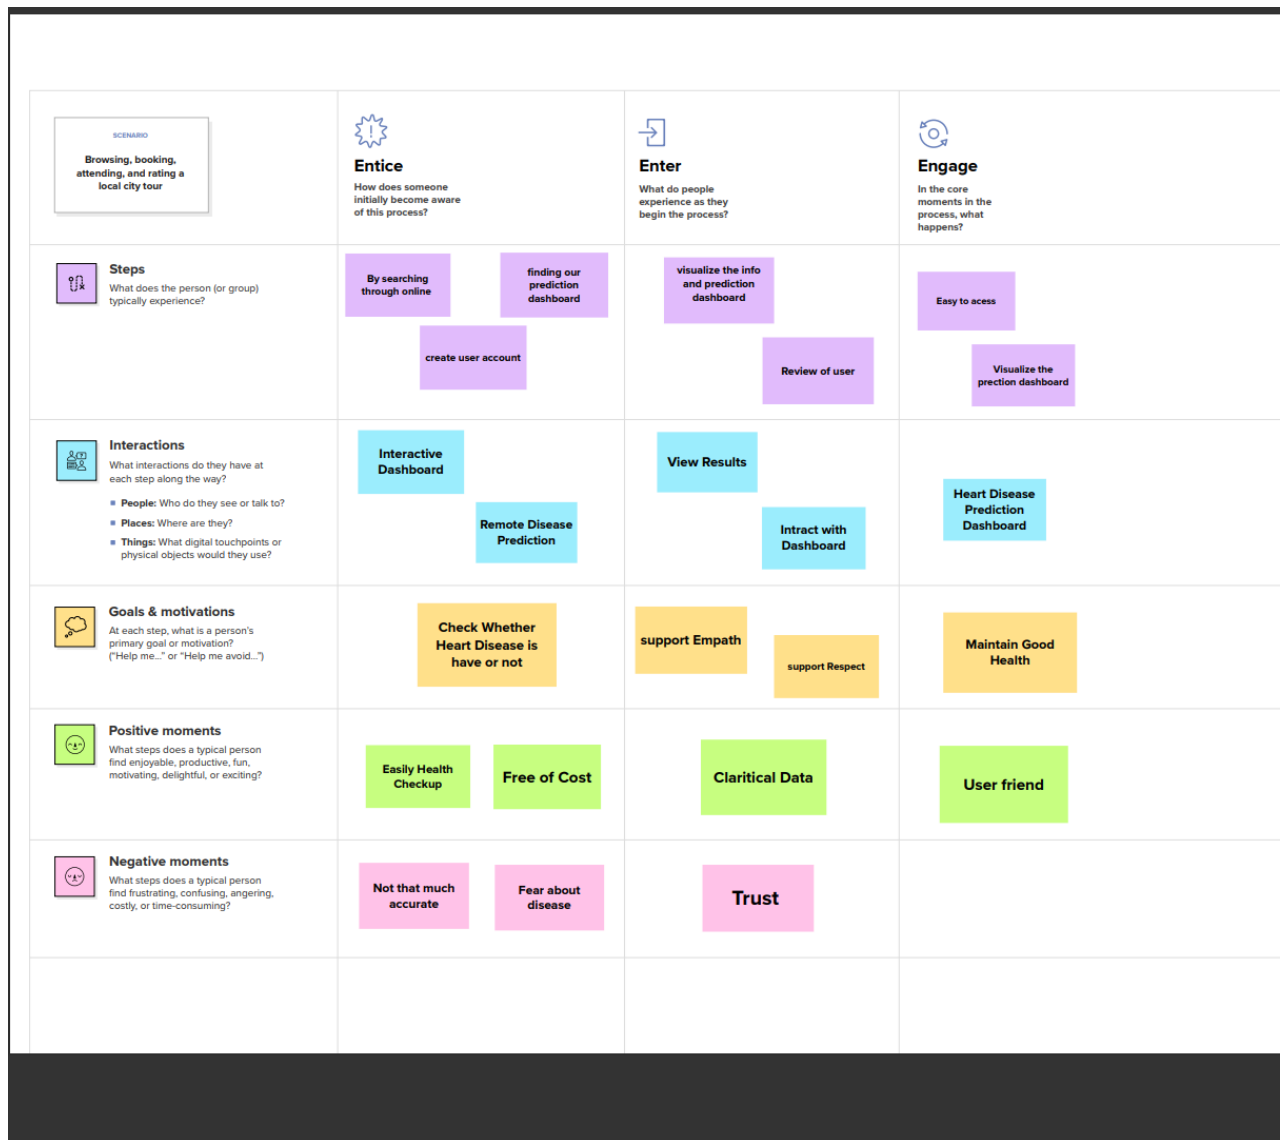 SCENARIO
Browsing, booking,
attending, and rating a
local city tour
Entice
How does someone
initially become aware
of this process?
Enter
What do people
experience as they
begin the process?
Engage
In the core
moments in the
process, what
happens?
Steps
What does the person (or group)
typically experience?
By searching
through online
finding our
prediction
dashboard
create user account
visualize the info
and prediction
dashboard
Review of user
Easy to acess
Visualize the
prection dashboard
Interactions
What interactions do they have at
each step along the way?
People: Who do they see or talk to?
Places: Where are they?
Things: What digital touchpoints or
physical objects would they use?
Interactive
Dashboard
Remote Disease
Prediction
View Results
Intract with
Dashboard
Heart Disease
Prediction
Dashboard
Goals & motivations
At each step, what is a person's
primary goal or motivation?
("Help me..." or "Help me avoid...")
Check Whether
Heart Disease is
have or not
support Empath
support Respect
Maintain Good
Health
Positive moments
What steps does a typical person
find enjoyable, productive, fun,
motivating, delightful, or exciting?
Easily Health
Checkup
Free of Cost
Claritical Data
User friend
Negative moments
What steps does a typical person
find frustrating, confusing, angering,
costly, or time-consuming?
Not that much
accurate
Fear about
disease
Trust